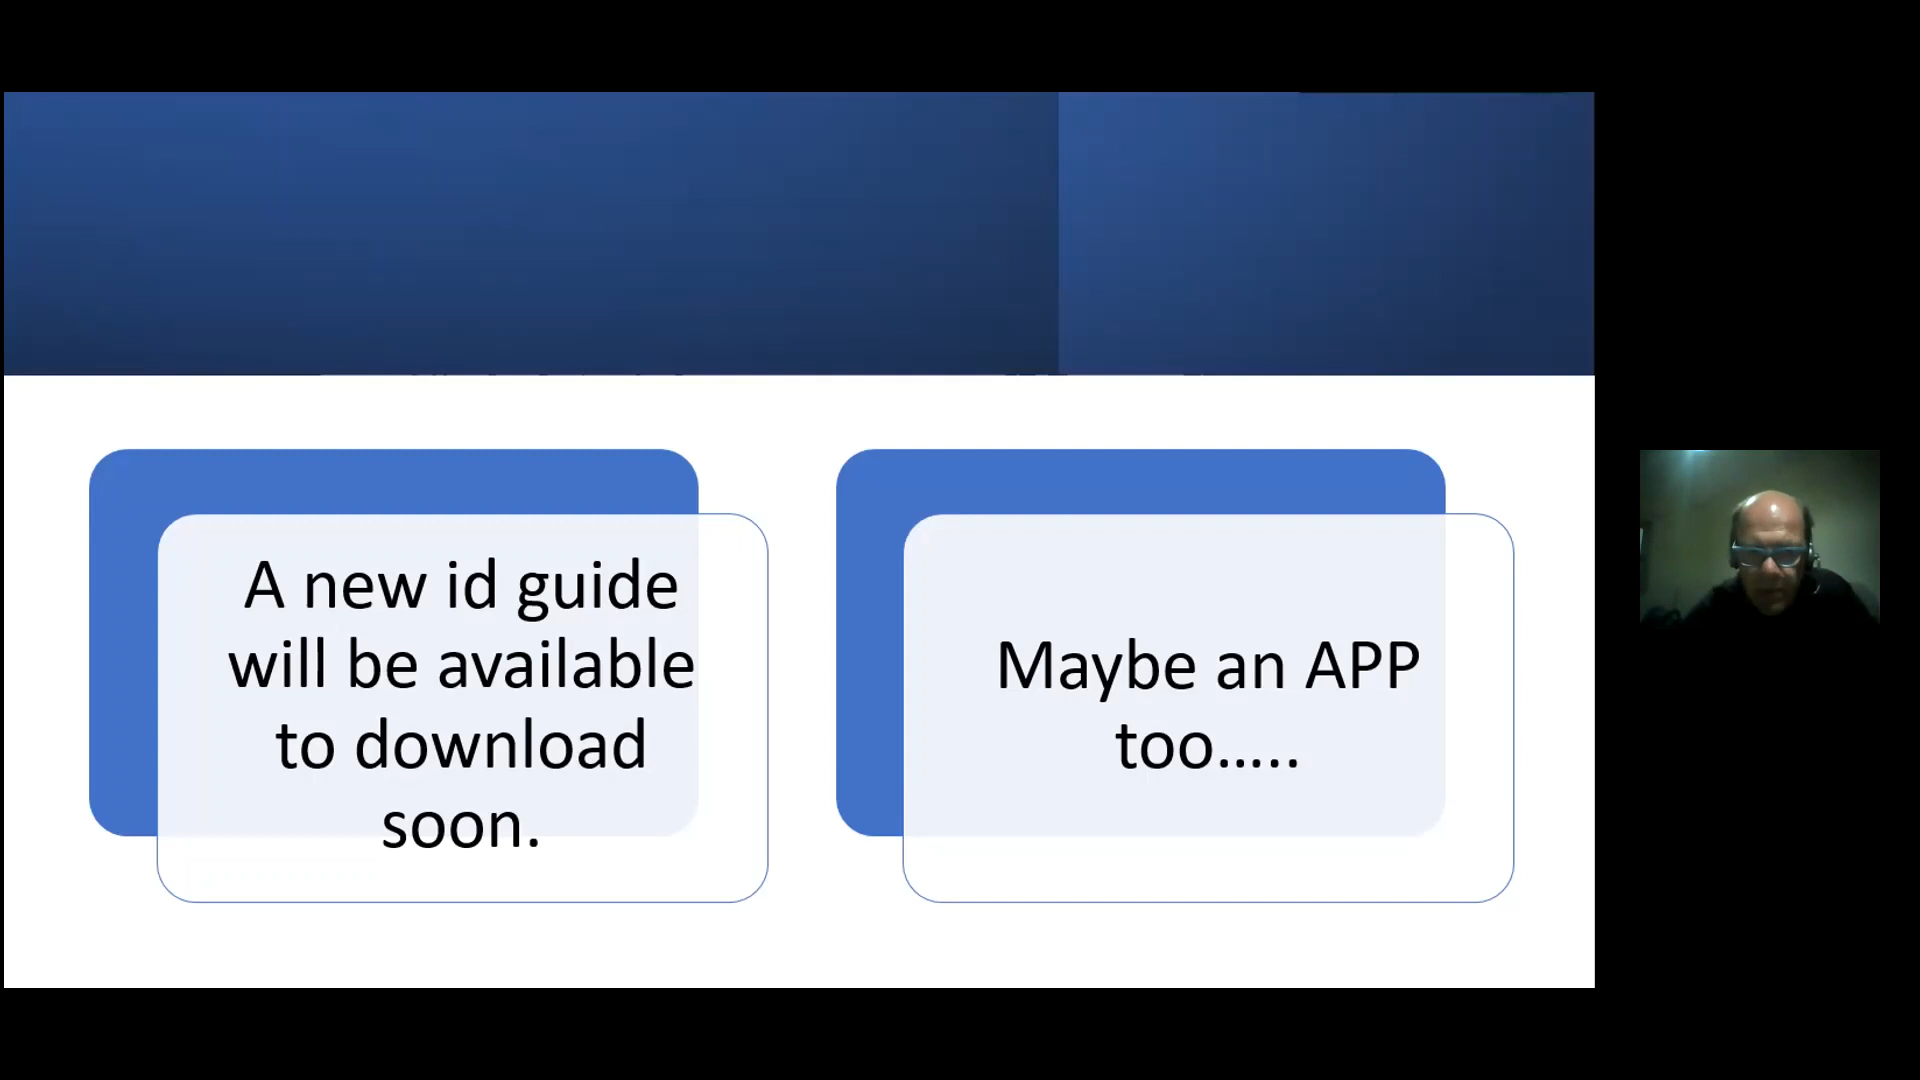 A new id guide
will be available
to download
soon.
Maybe an APP
too.....